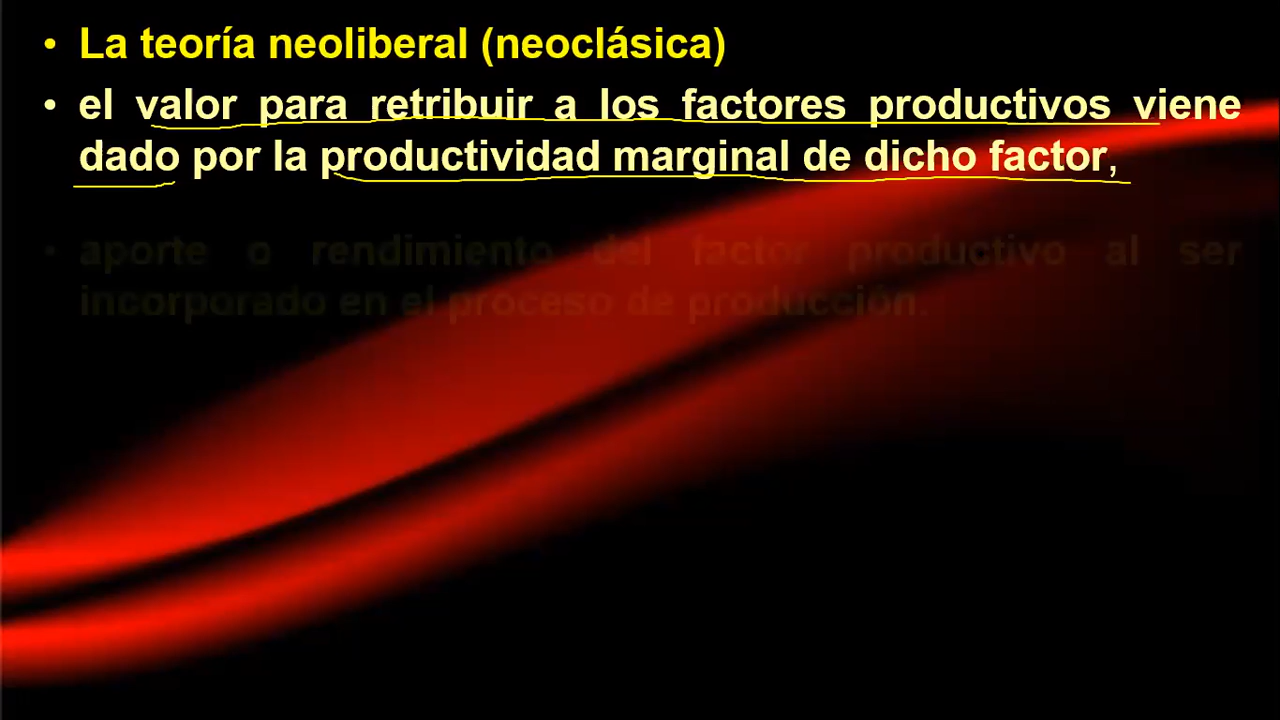 • La teoría neoliberal (neoclásica)
• el valor para retribuir a los factores productivos viene
dado por la productividad marginal de dicho factor,
• aporte o rendimiento del factor productivo al ser
incorporado en el proceso de producción.